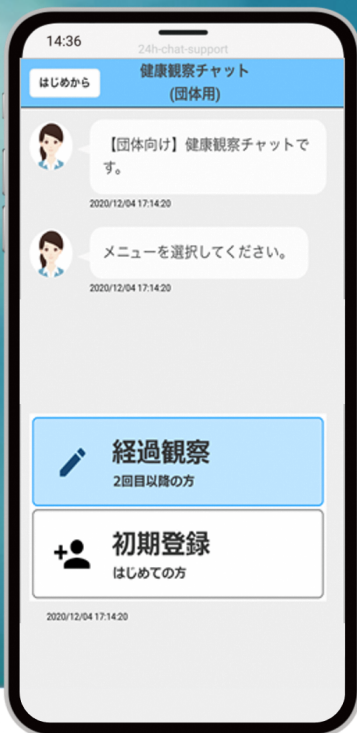 14:36
24h-chat-support
はじめから
健康観察チャット
(団体用)
【団体向け】健康観察チャットで
す。
2020/12/04 17:14:20
メニューを選択してください。
2020/12/04 17:14:20
経過観察
2回目以降の方
初期登録
はじめての方
2020/12/04 17:14:20